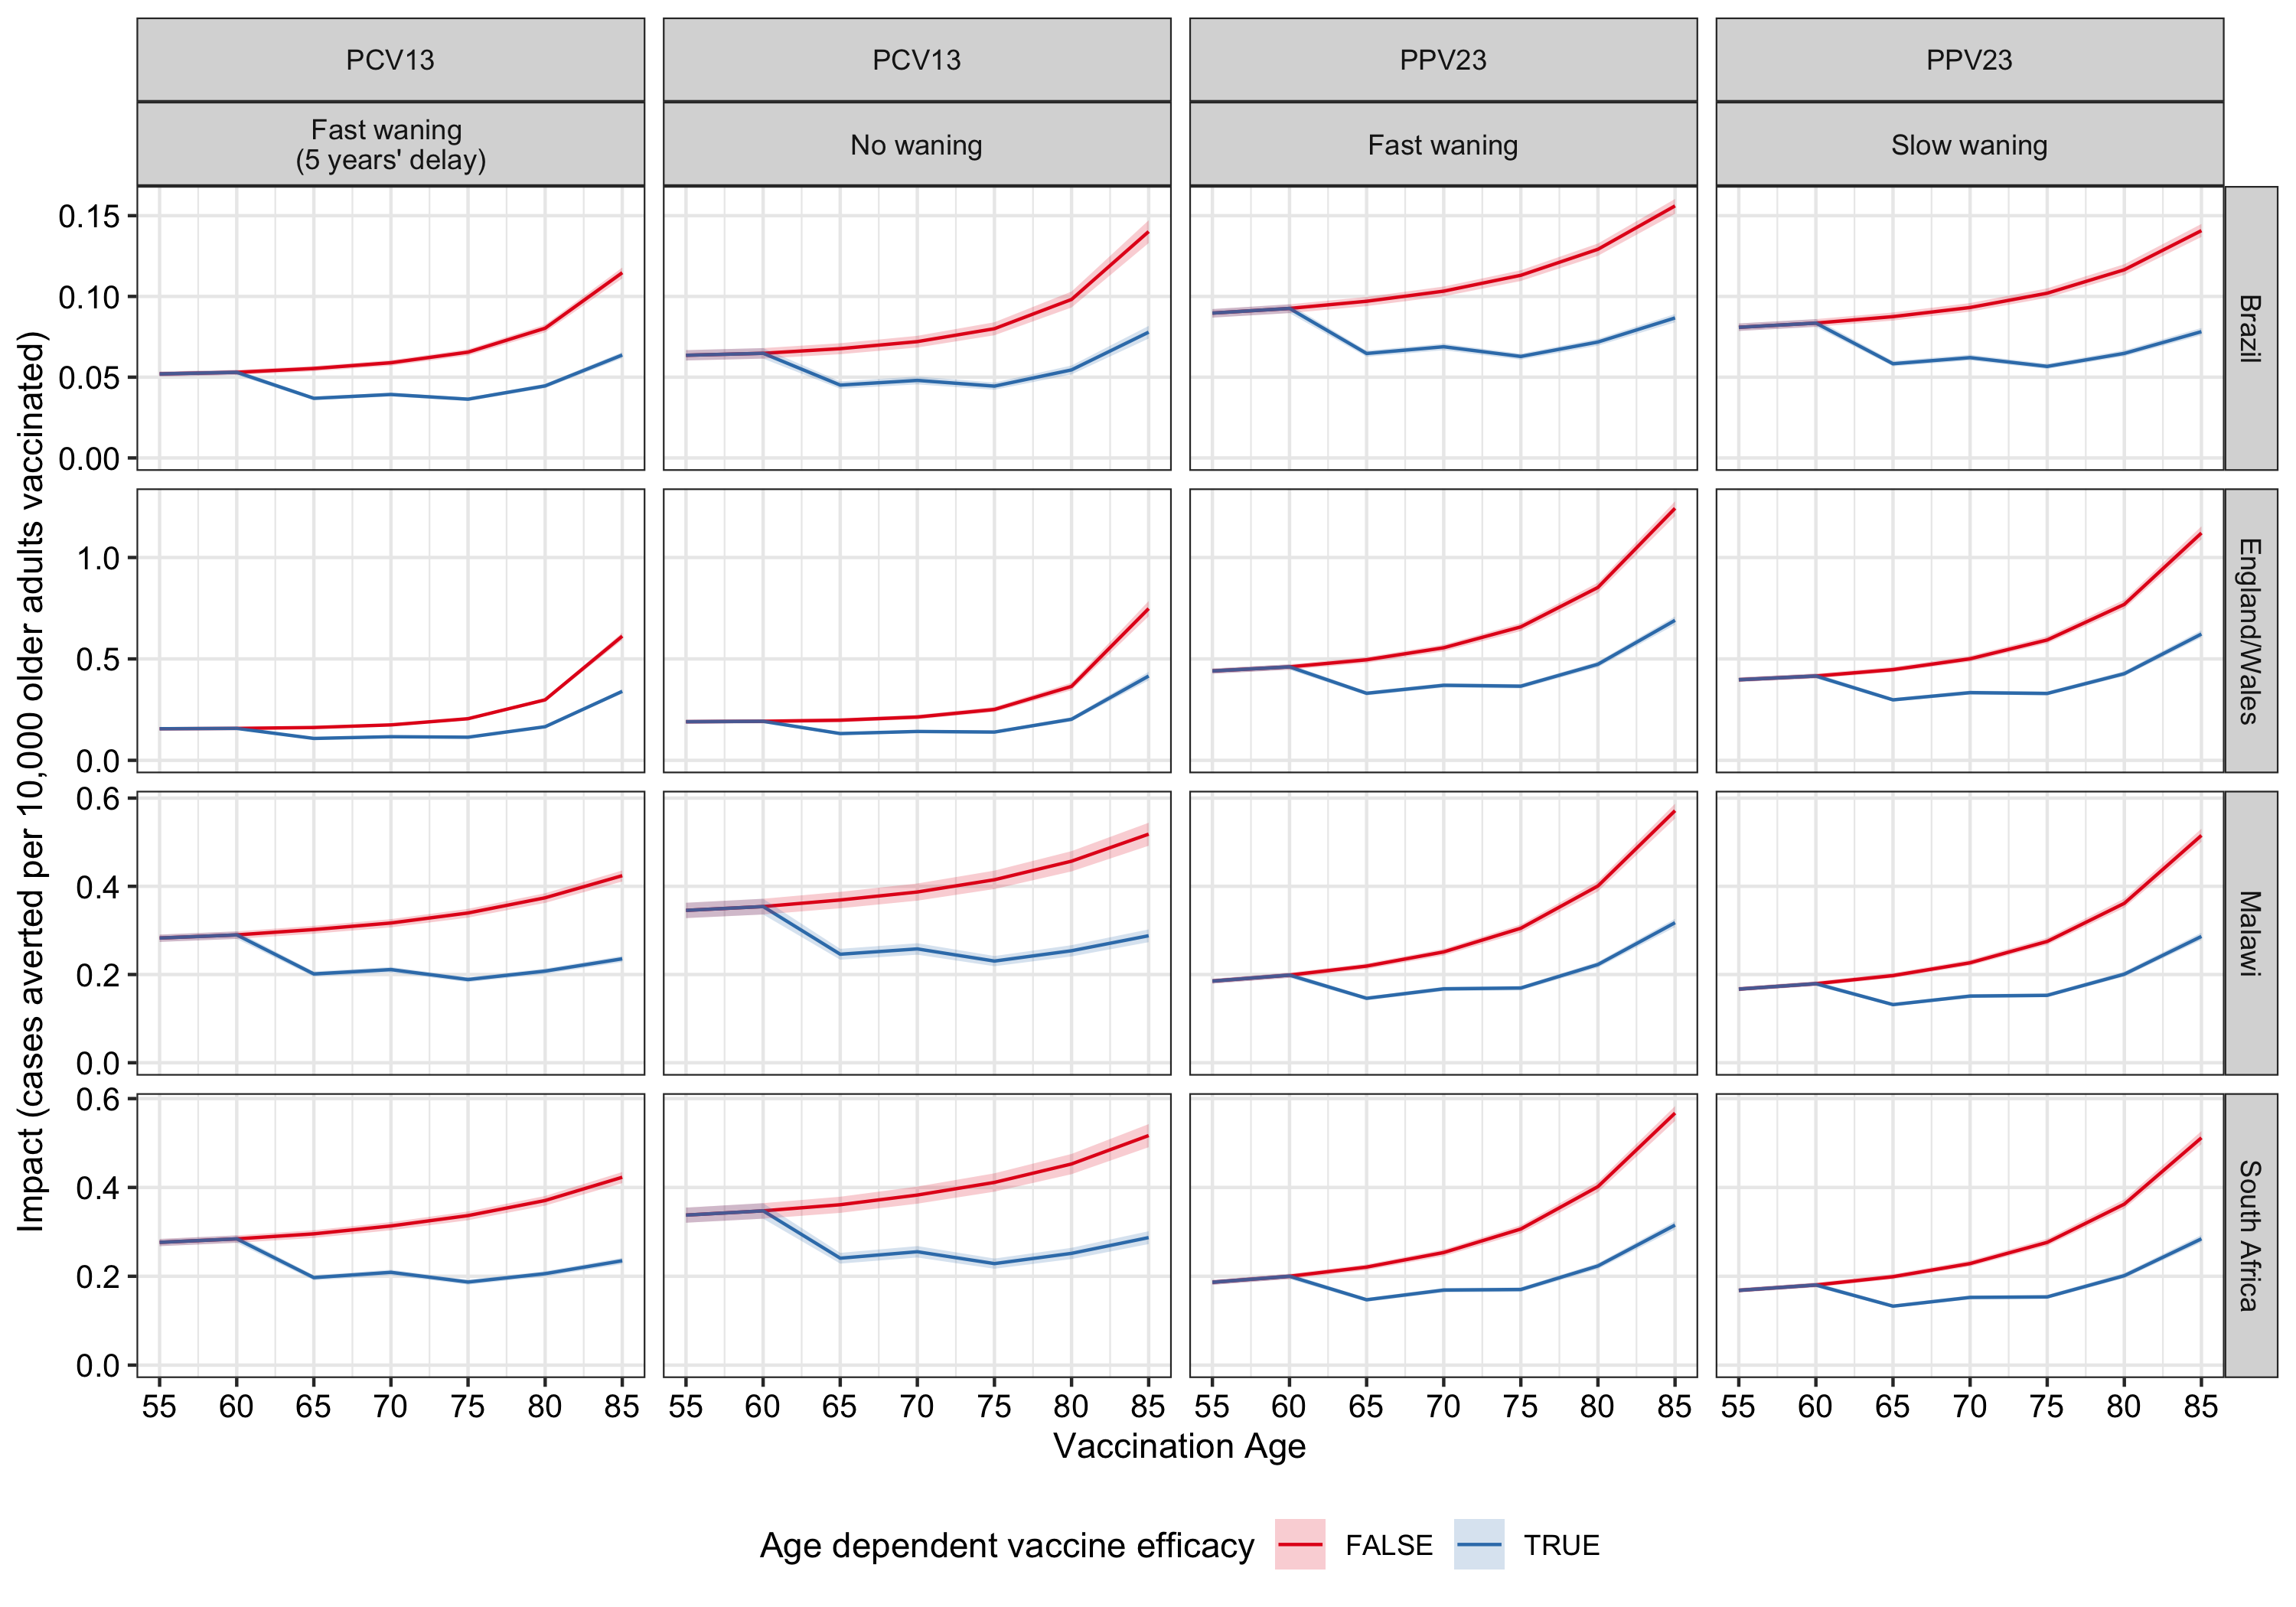 PCV13
PCV13
PPV23
PPV23
Fast waning
(5 years' delay)
No waning
Fast waning
Slow waning
Impact (cases averted per 10,000 older adults vaccinated)
0.15
0.10
0.05
0.00
Brazil
1.0
0.5
0.0
England/Wales
0.6
0.4
0.2
0.0
Malawi
0.6
0.4
0.2
0.0
South Africa
55 60 65 70 75 80 85
55 60 65 70 75 80 85
55 60 65 70 75 80 85
55 60 65 70 75 80 85
Vaccination Age
Age dependent vaccine efficacy FALSE TRUE